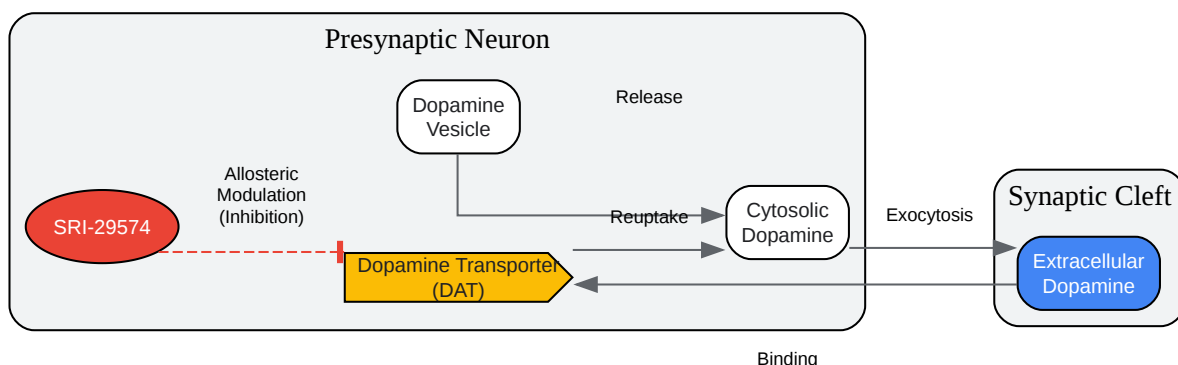 Presynaptic Neuron
Dopamine
Vesicle
Release
Allosteric
Modulation
(Inhibition)
SRI-29574
Reuptake
Cytosolic
Dopamine
Exocytosis
Synaptic Cleft
Extracellular
Dopamine
Dopamine Transporter
(DAT)
Binding